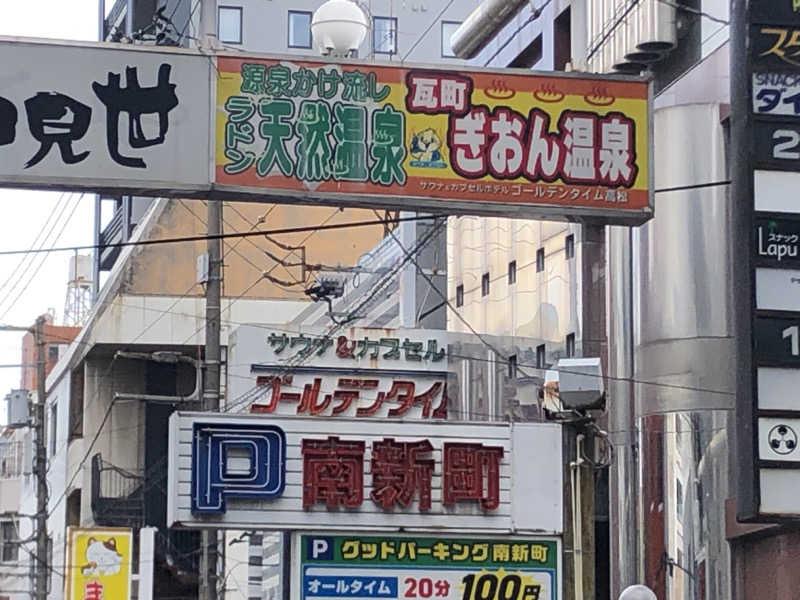 世見
源泉かけ流し
ラドン
天然温泉
瓦町
ぎおん温泉
サウナ&カプセルホテル ゴールデンタイム高松
サウナ&カプセル
ゴールデンタイム
P 南新町
P グッドパーキング南新町
オールタイム 20分 100円
SNACK
2
スナック
Lapu
1